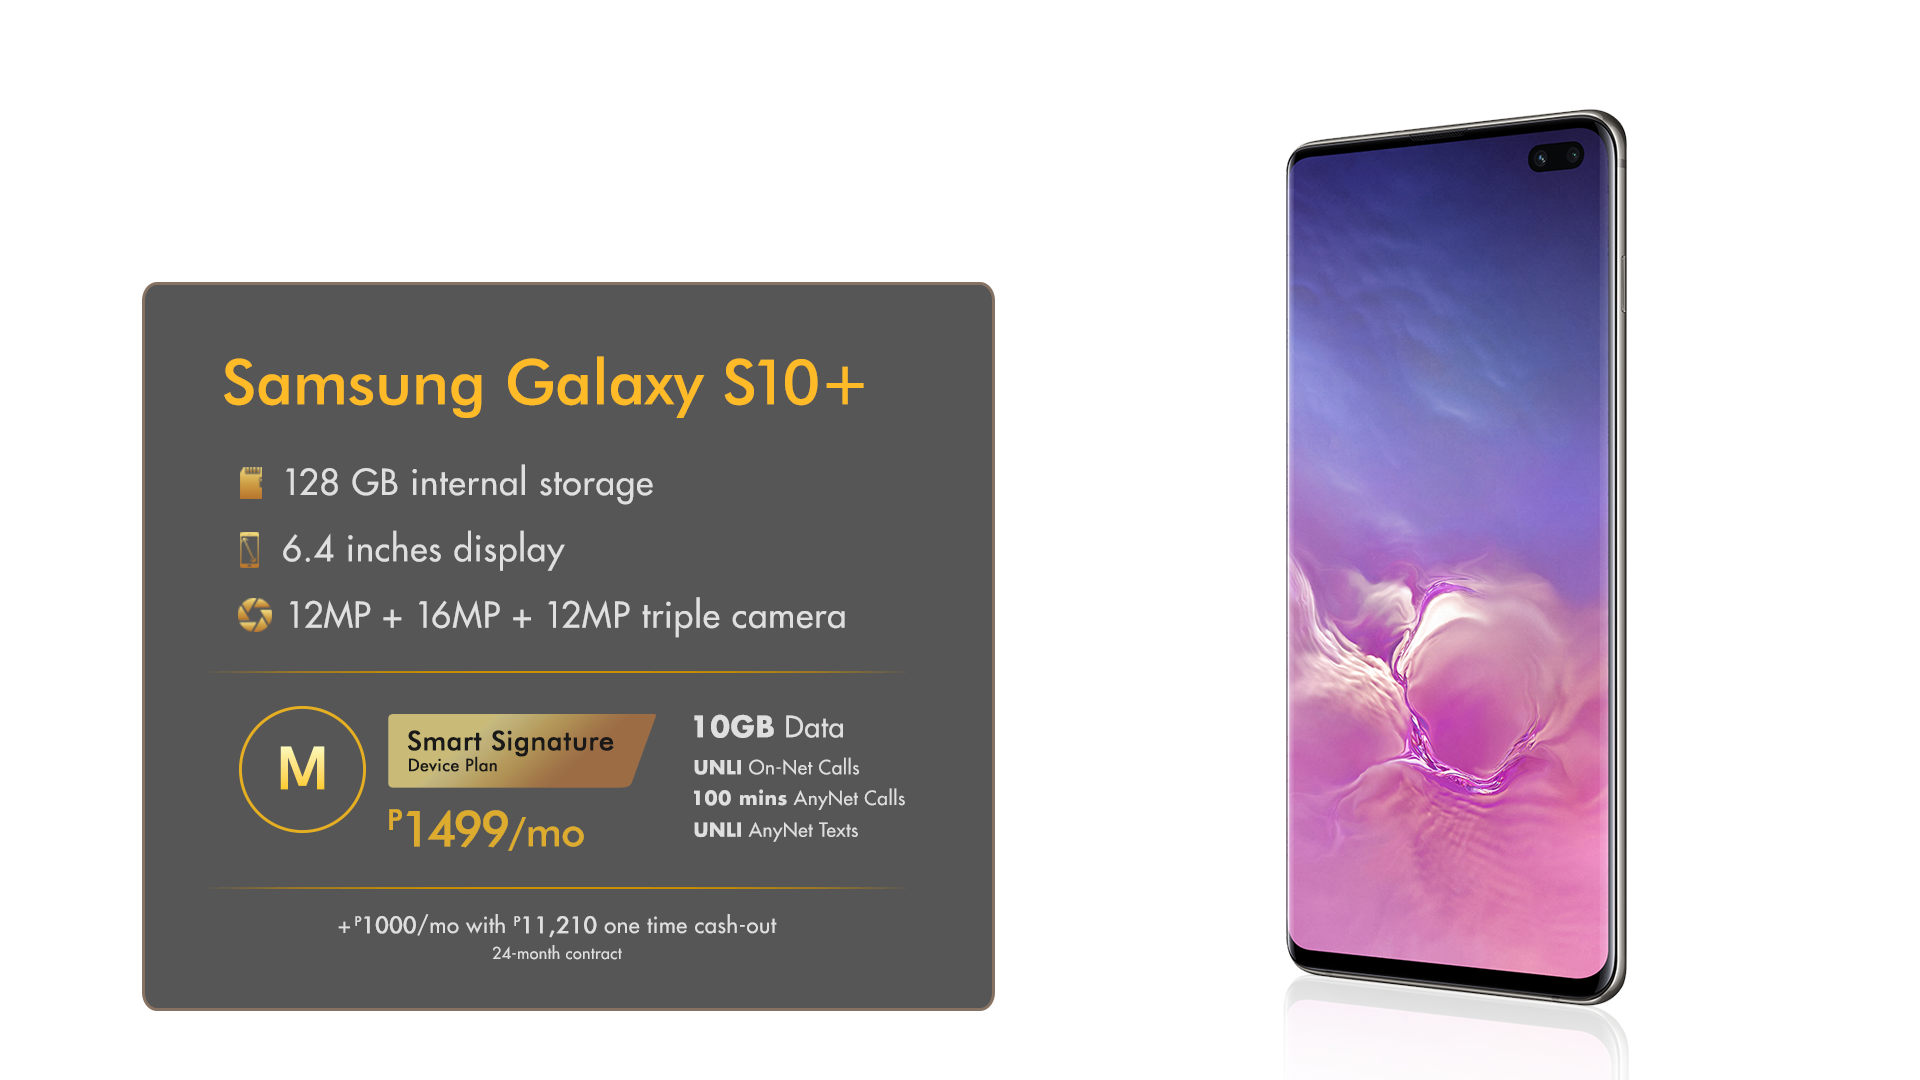 Samsung Galaxy S10+
128 GB internal storage
6.4 inches display
12MP + 16MP + 12MP triple camera
M
Smart Signature
Device Plan
₱1499/mo
10GB Data
UNLI On-Net Calls
100 mins AnyNet Calls
UNLI AnyNet Texts
+₱1000/mo with ₱11,210 one time cash-out
24-month contract